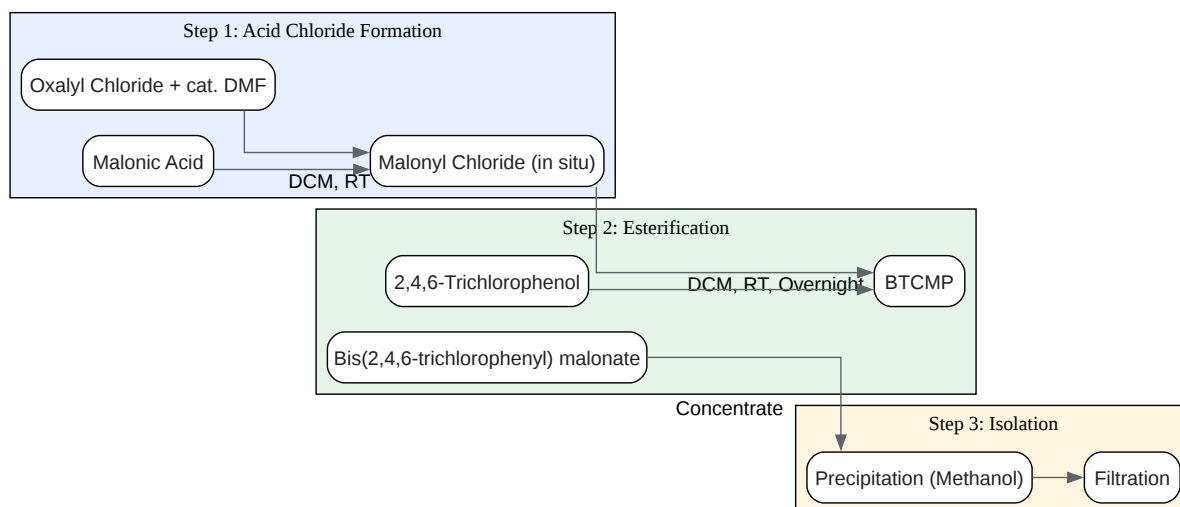 Step 1: Acid Chloride Formation
Oxalyl Chloride + cat. DMF
Malonic Acid
Malonyl Chloride (in situ)
DCM, RT
Step 2: Esterification
2,4,6-Trichlorophenol
DCM, RT, Overnight
BTCMP
Bis(2,4,6-trichlorophenyl) malonate
Concentrate
Step 3: Isolation
Precipitation (Methanol)
Filtration